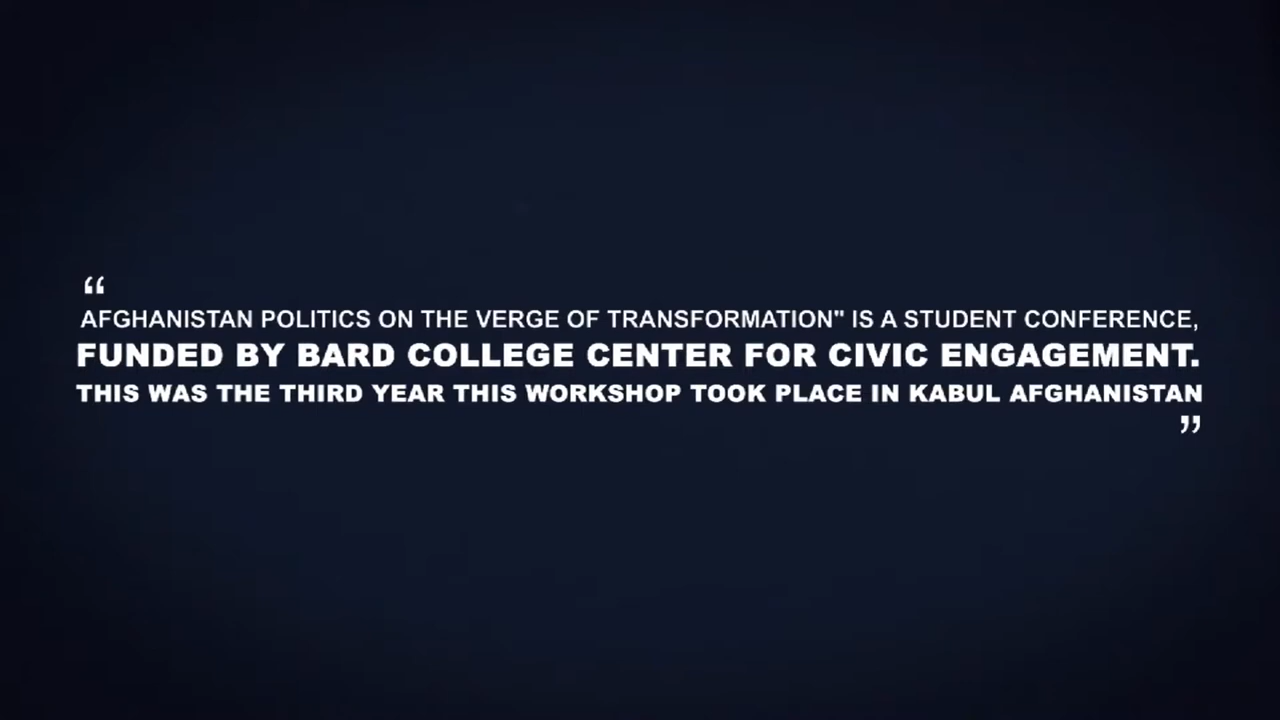 “
AFGHANISTAN POLITICS ON THE VERGE OF TRANSFORMATION" IS A STUDENT CONFERENCE,
FUNDED BY BARD COLLEGE CENTER FOR CIVIC ENGAGEMENT.
THIS WAS THE THIRD YEAR THIS WORKSHOP TOOK PLACE IN KABUL AFGHANISTAN
”